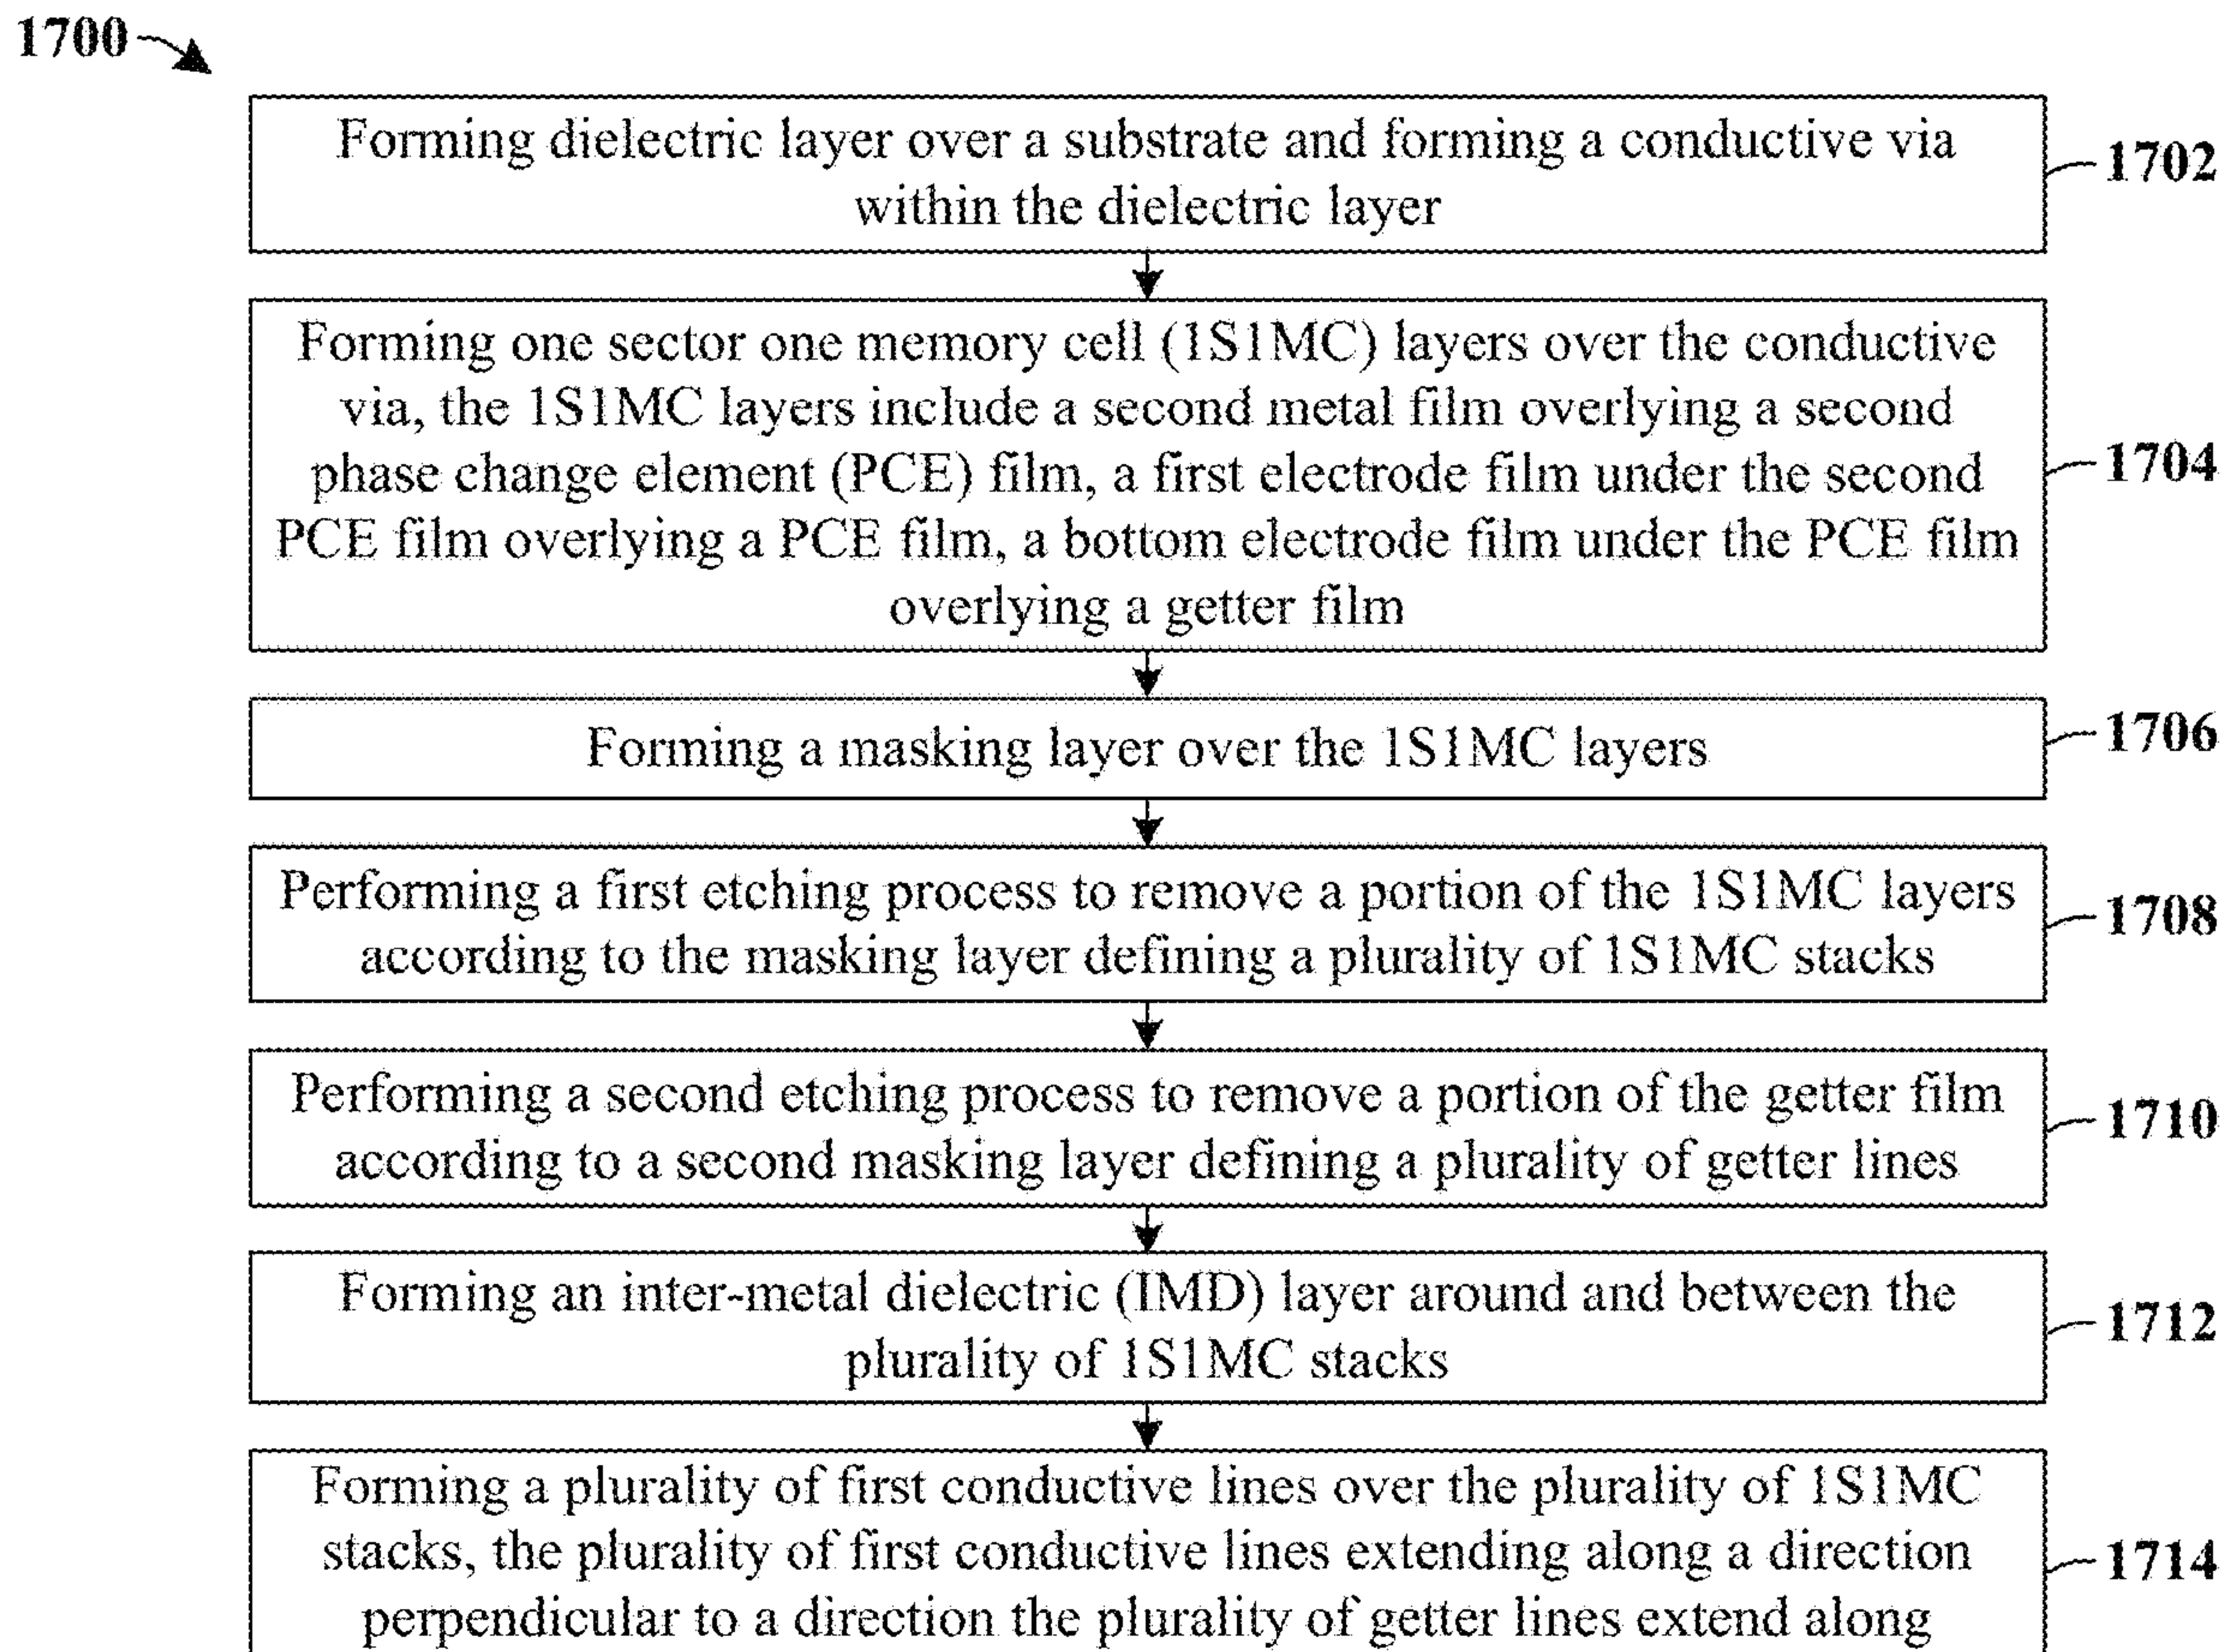 1700
Forming dielectric layer over a substrate and forming a conductive via
within the dielectric layer
1702
Forming one sector one memory cell (1S1MC) layers over the conductive
via, the 1S1MC layers include a second metal film overlying a second
phase change element (PCE) film, a first electrode film under the second
PCE film overlying a PCE film, a bottom electrode film under the PCE film
overlying a getter film
1704
Forming a masking layer over the 1S1MC layers
1706
Performing a first etching process to remove a portion of the 1S1MC layers
according to the masking layer defining a plurality of 1S1MC stacks
1708
Performing a second etching process to remove a portion of the getter film
according to a second masking layer defining a plurality of getter lines
1710
Forming an inter-metal dielectric (IMD) layer around and between the
plurality of 1S1MC stacks
1712
Forming a plurality of first conductive lines over the plurality of 1S1MC
stacks, the plurality of first conductive lines extending along a direction
perpendicular to a direction the plurality of getter lines extend along
1714